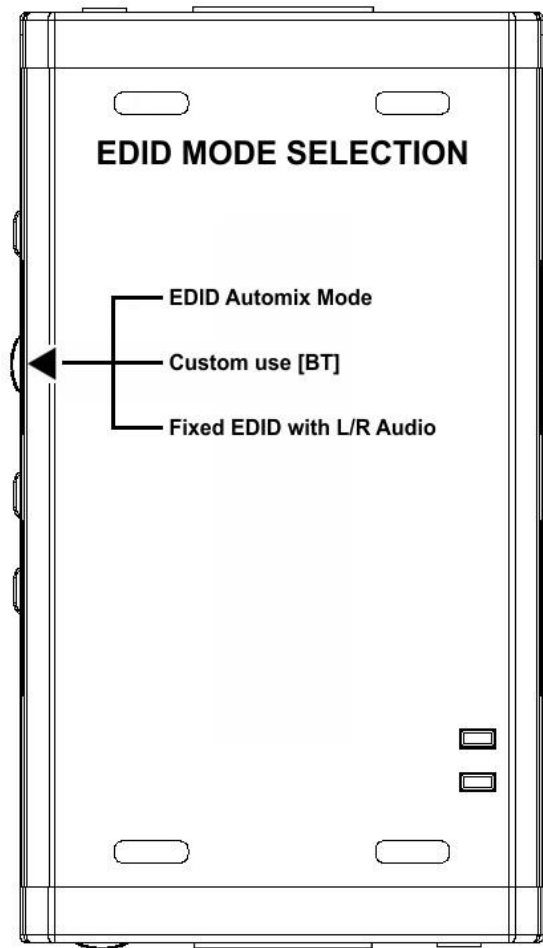 EDID MODE SELECTION
EDID Automix Mode
Custom use [BT]
Fixed EDID with L/R Audio